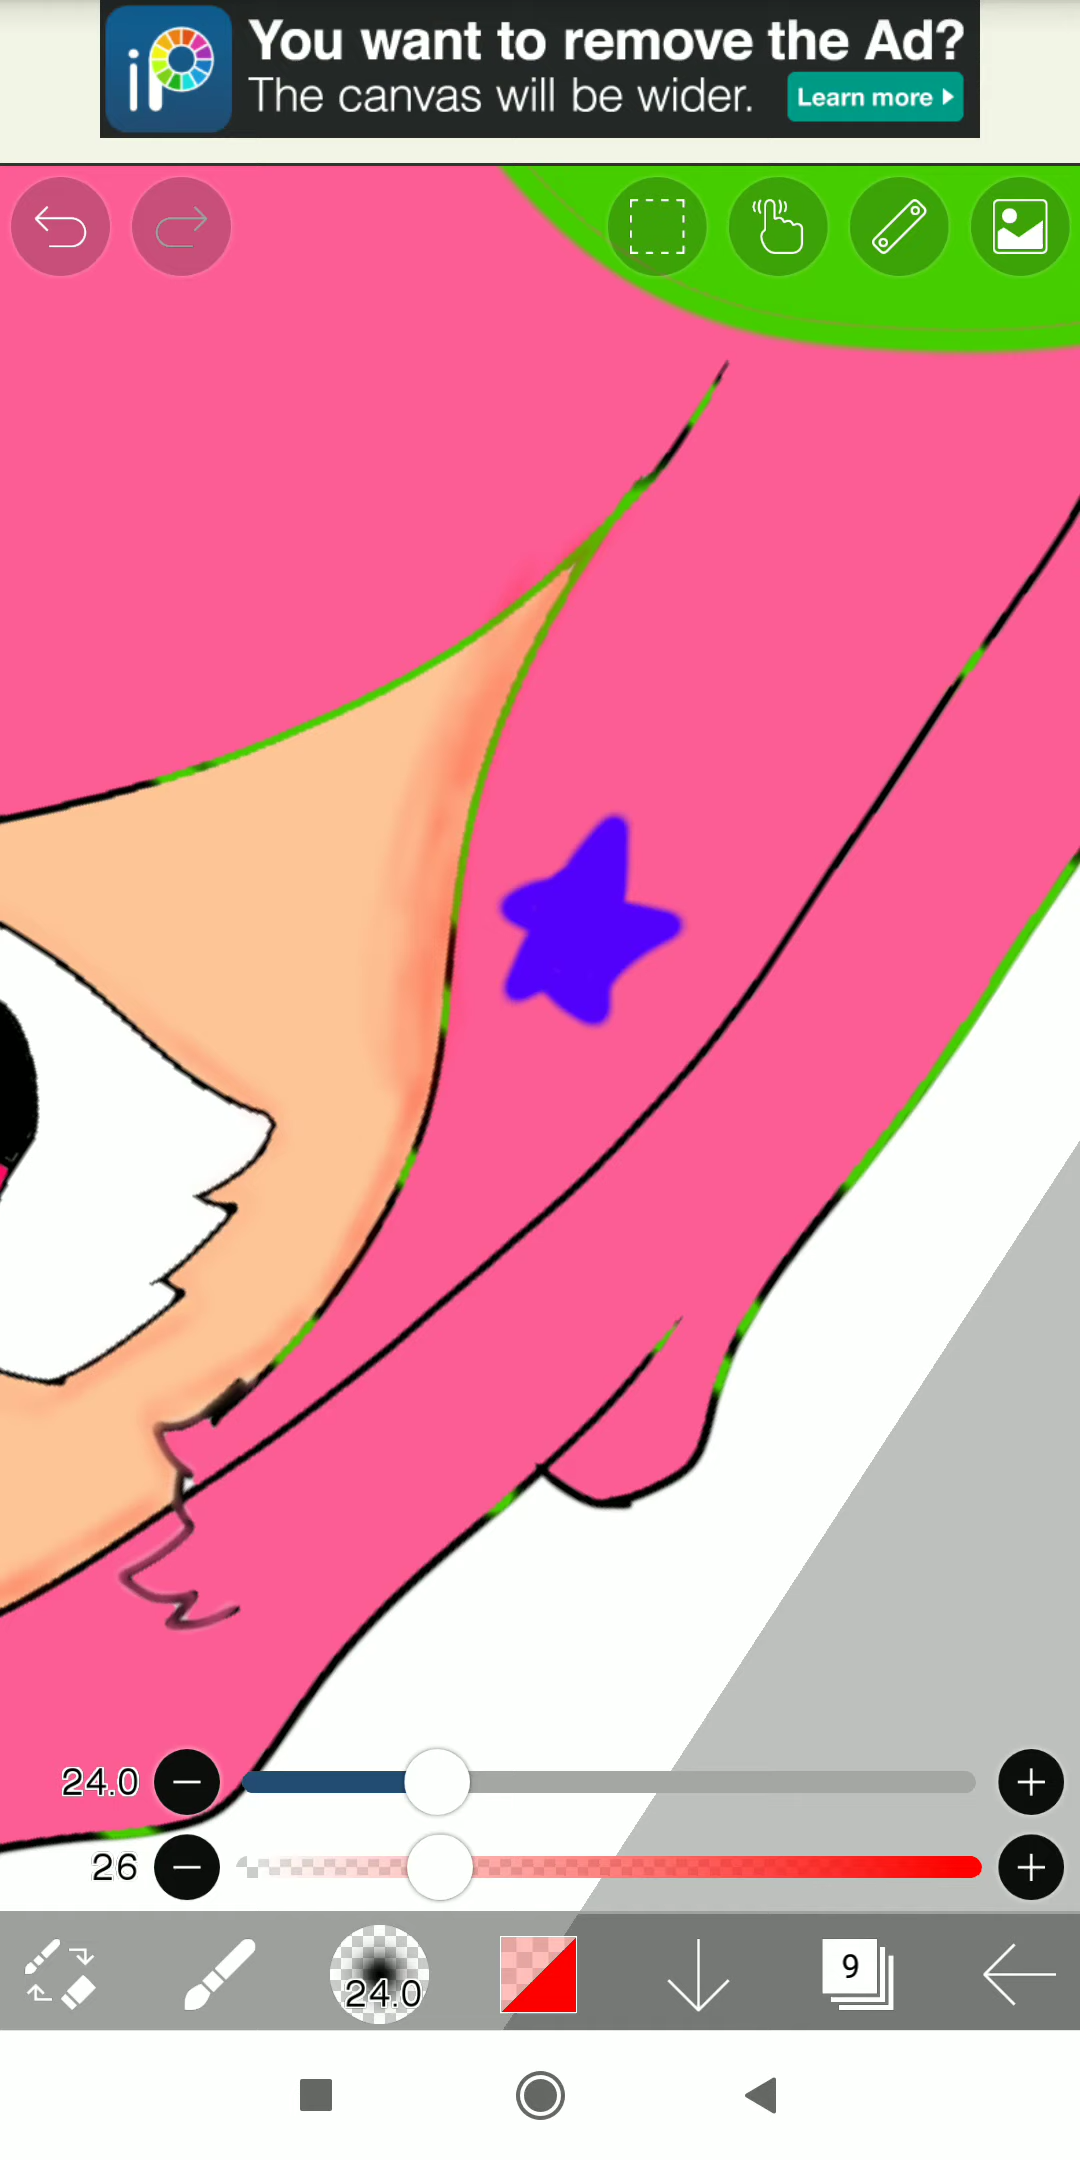 iP
You want to remove the Ad?
The canvas will be wider.
Learn more
24.0
26
24.0
9